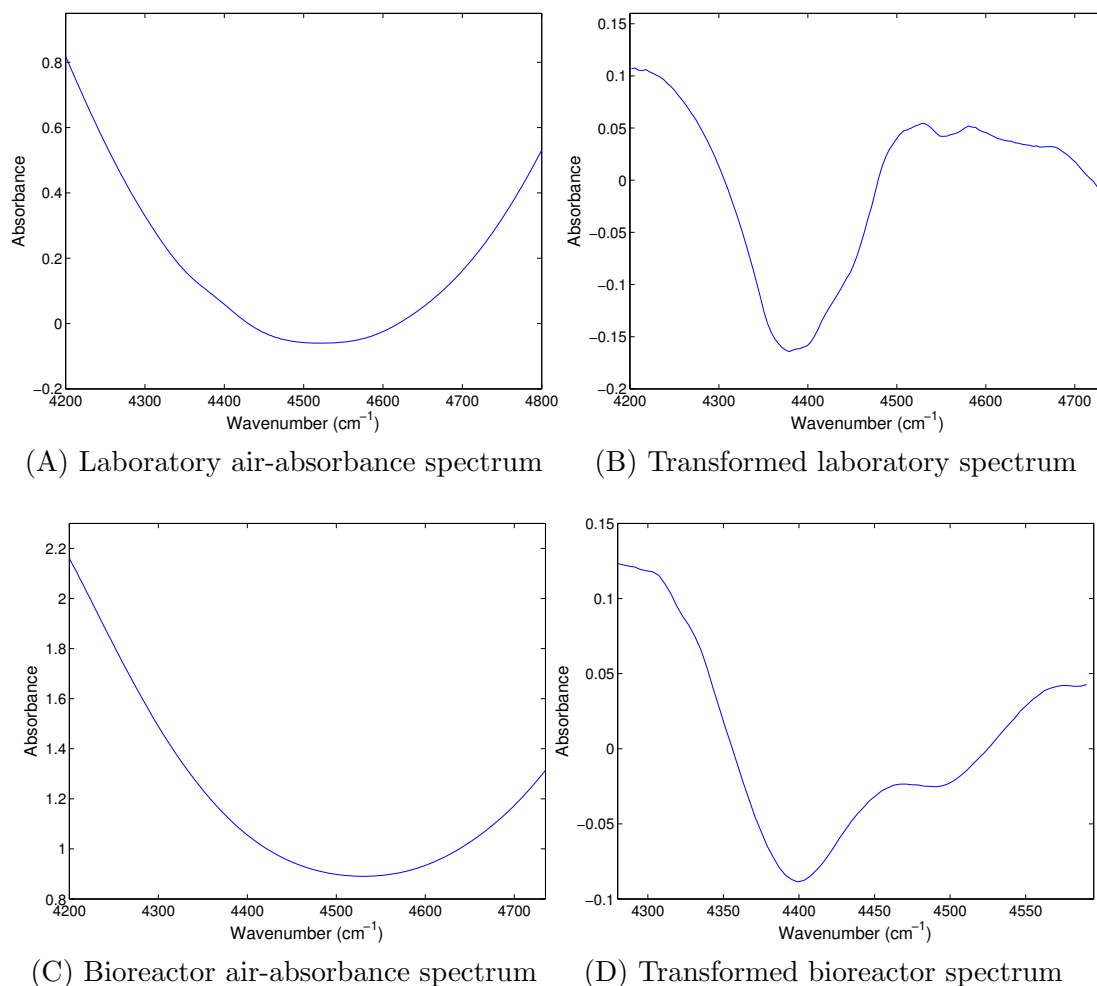 0.8
0.6
0.4
0.2
0
−0.2
4200 4300 4400 4500 4600 4700 4800
Absorbance
Wavenumber (cm−1)
(A) Laboratory air-absorbance spectrum
0.15
0.1
0.05
0
−0.05
−0.1
−0.15
−0.2
4200 4300 4400 4500 4600 4700
Absorbance
Wavenumber (cm−1)
(B) Transformed laboratory spectrum
2.2
2
1.8
1.6
1.4
1.2
1
0.8
4200 4300 4400 4500 4600 4700
Absorbance
Wavenumber (cm−1)
(C) Bioreactor air-absorbance spectrum
0.15
0.1
0.05
0
−0.05
−0.1
4300 4350 4400 4450 4500 4550
Absorbance
Wavenumber (cm−1)
(D) Transformed bioreactor spectrum